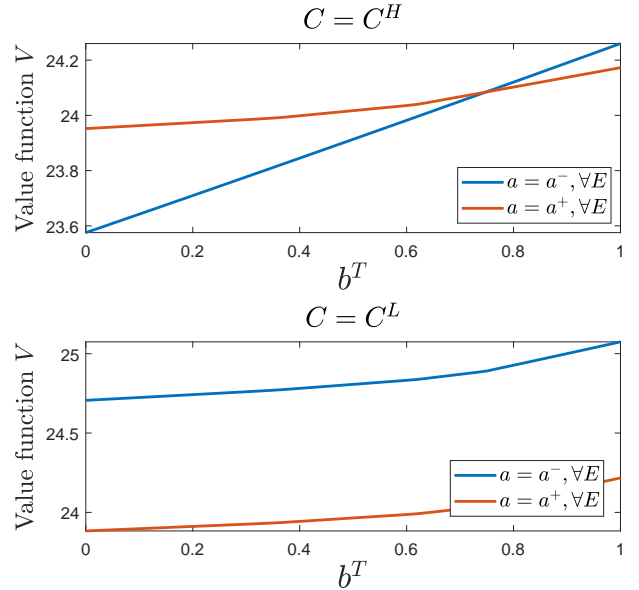 C = C^H
Value function V
24.2
24
23.8
23.6
0
0.2
0.4
0.6
0.8
1
a = a^-, ∀E
a = a^+, ∀E
b^T
C = C^L
Value function V
25
24.5
24
0
0.2
0.4
0.6
0.8
1
a = a^-, ∀E
a = a^+, ∀E
b^T